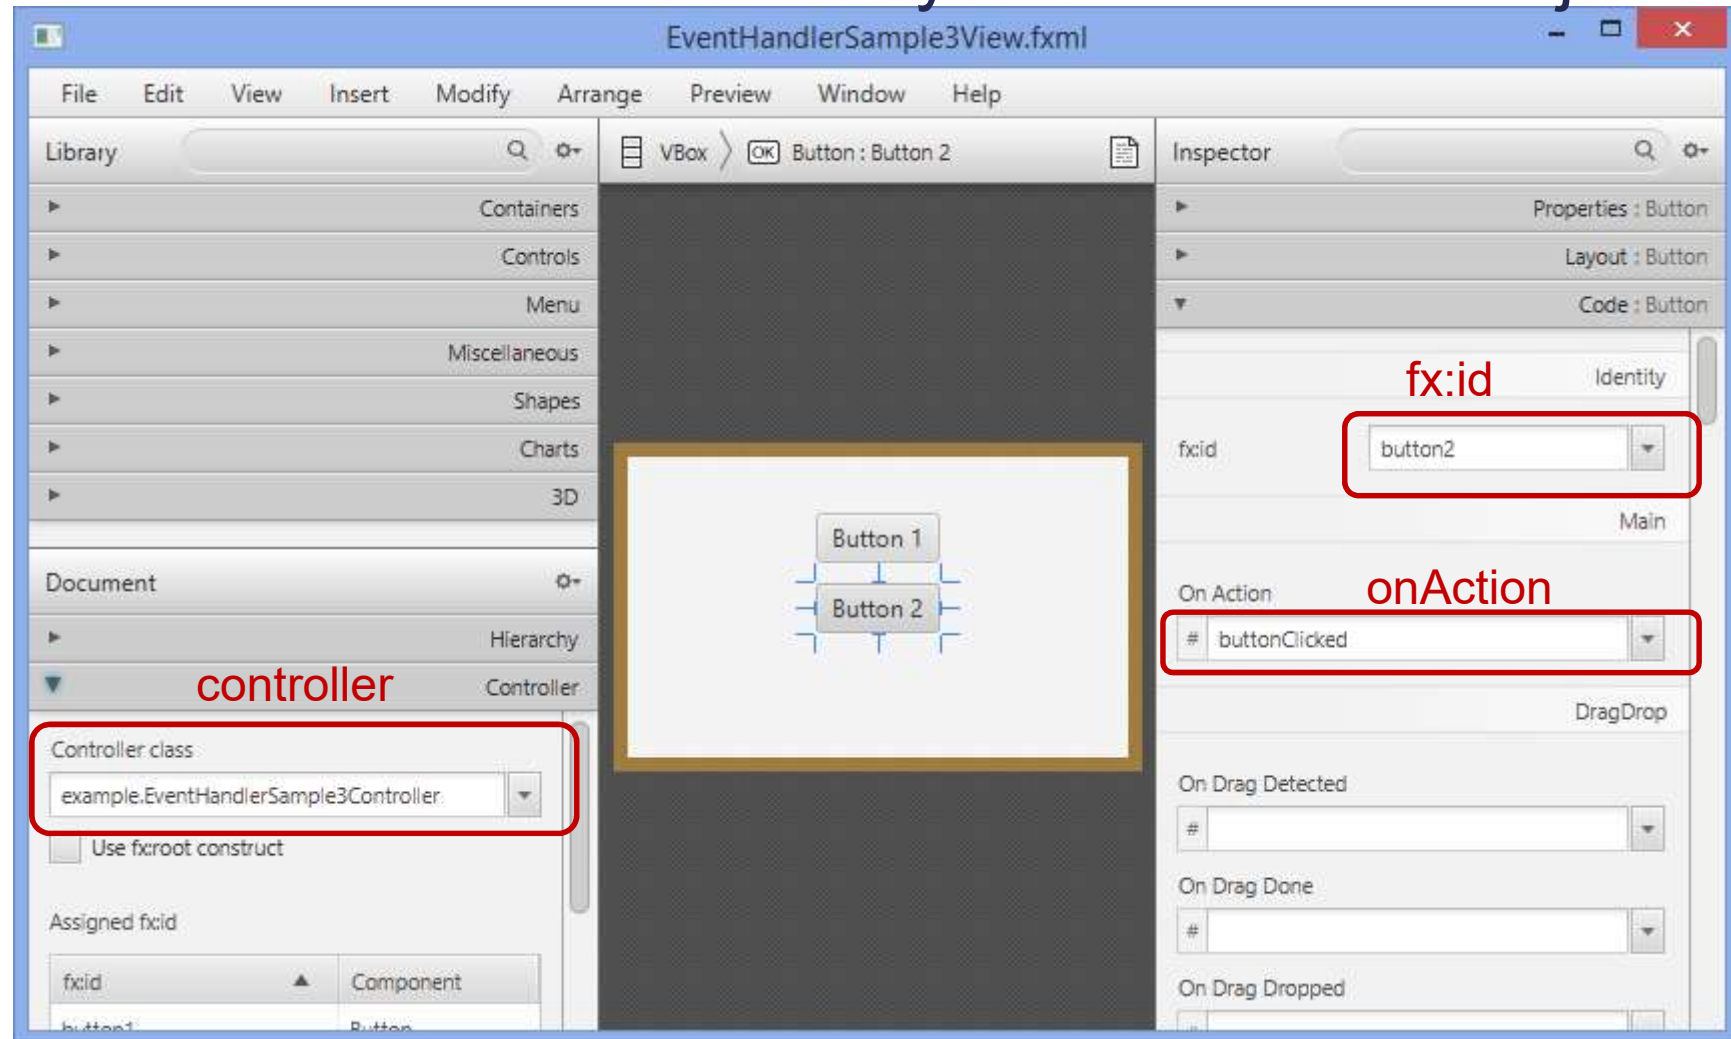 EventHandlerSample3View.fxml
File Edit View Insert Modify Arrange Preview Window Help
Library
Containers
Controls
Menu
Miscellaneous
Shapes
Charts
3D
Document
Hierarchy
controller Controller
Controller class
example.EventHandlerSample3Controller
Use fx:root construct
Assigned fx:id
fx:id Component
button1 Button
VBox OK Button : Button 2
Button 1
Button 2
Inspector
Properties : Button
Layout : Button
Code : Button
fx:id Identity
fx:id button2
Main
On Action onAction
# buttonClicked
DragDrop
On Drag Detected
#
On Drag Done
#
On Drag Dropped
#